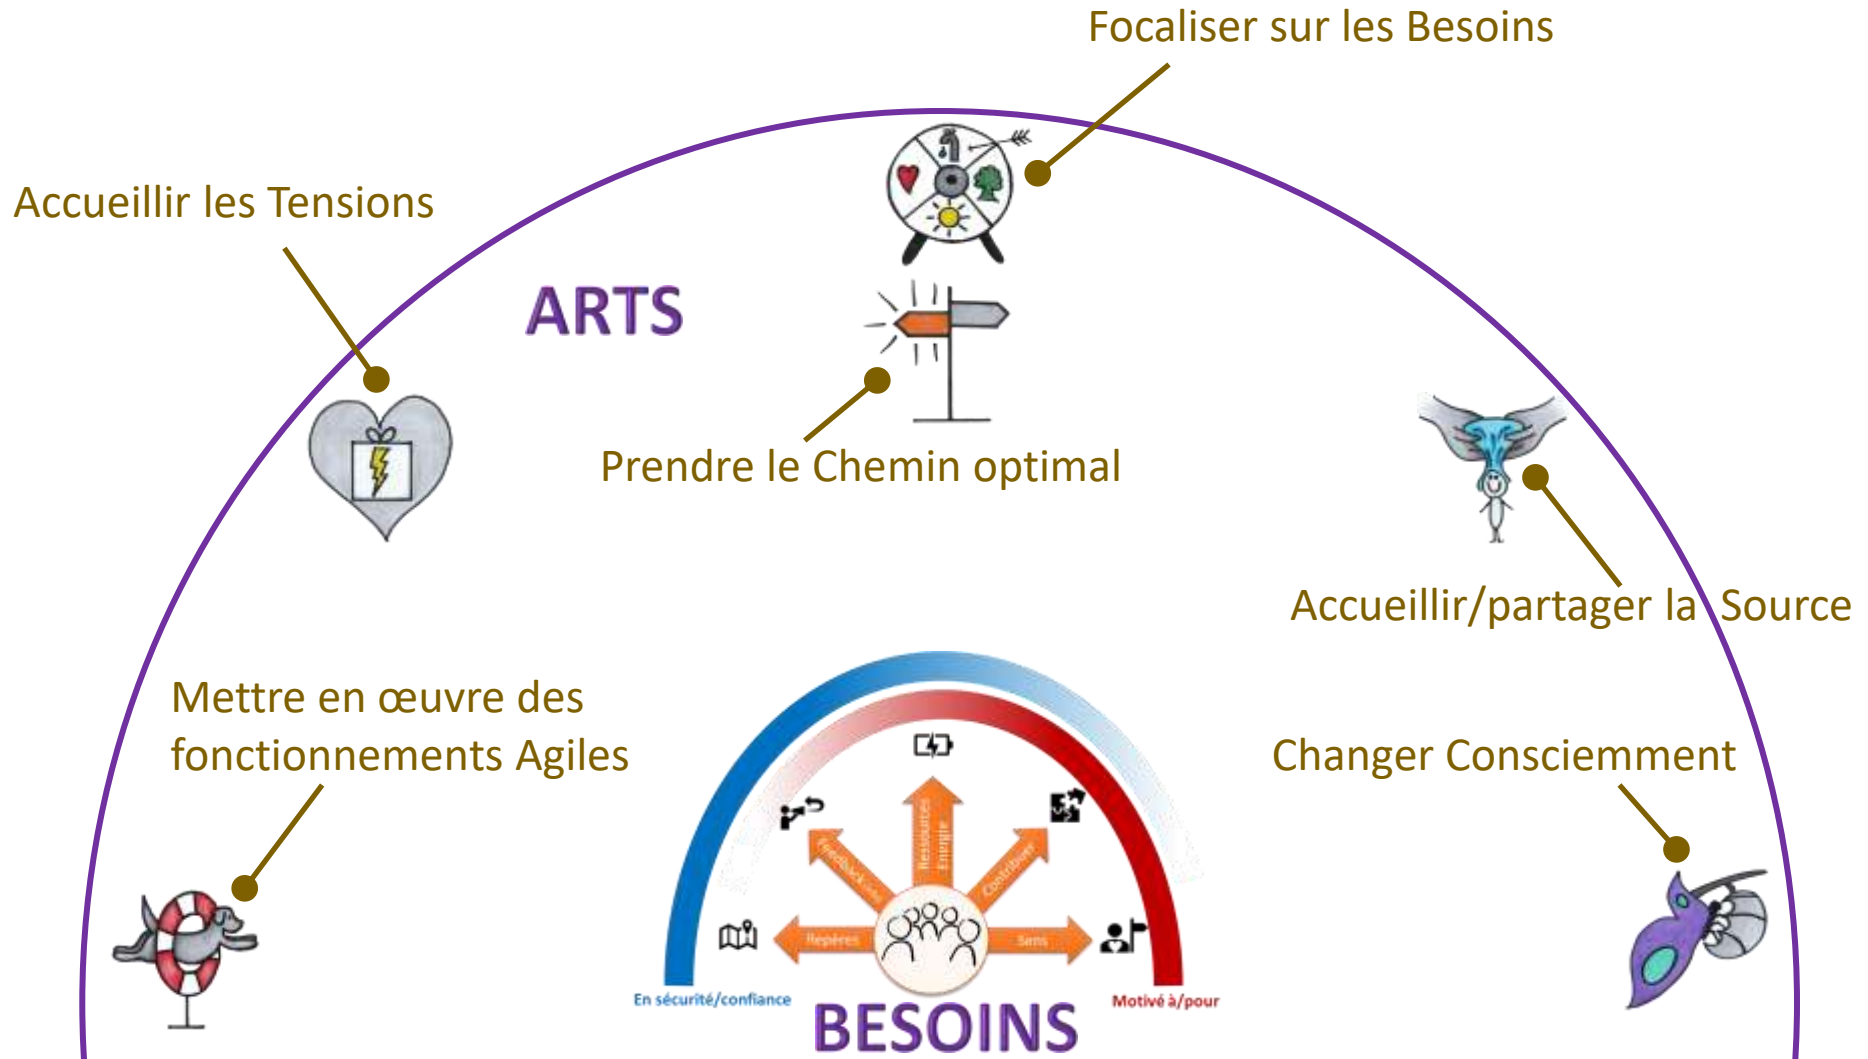 Focaliser sur les Besoins
Accueillir les Tensions
ARTS
Prendre le Chemin optimal
Accueillir/partager la Source
Mettre en œuvre des
fonctionnements Agiles
Changer Consciemment
Ressources
Energie
Feedback
Contribuer
Repères
Sens
En sécurité/confiance
Motivé à/pour
BESOINS